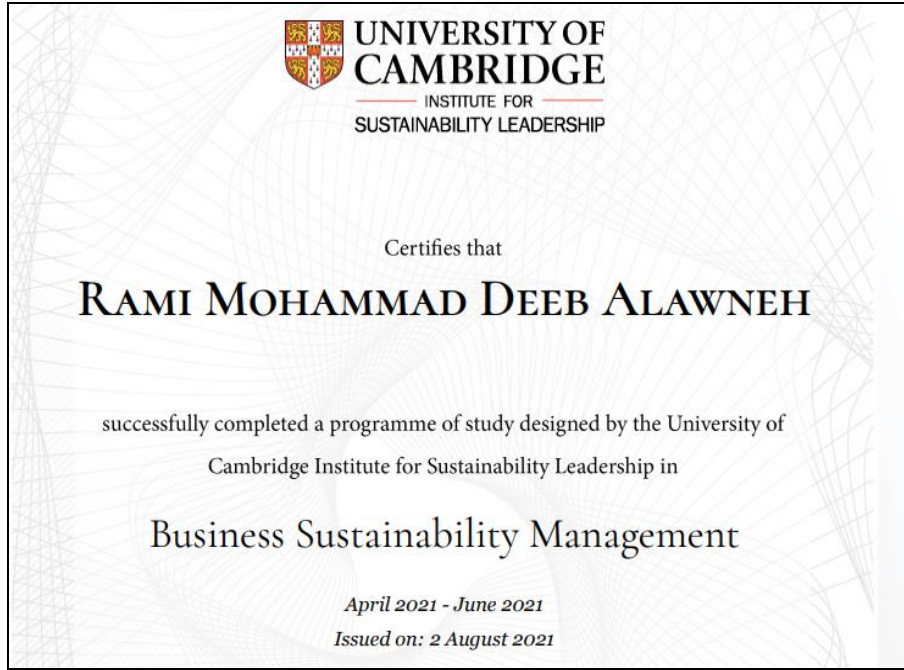 UNIVERSITY OF
CAMBRIDGE
INSTITUTE FOR
SUSTAINABILITY LEADERSHIP
Certifies that
RAMI MOHAMMAD DEEB ALAWNEH
successfully completed a programme of study designed by the University of
Cambridge Institute for Sustainability Leadership in
Business Sustainability Management
April 2021 - June 2021
Issued on: 2 August 2021